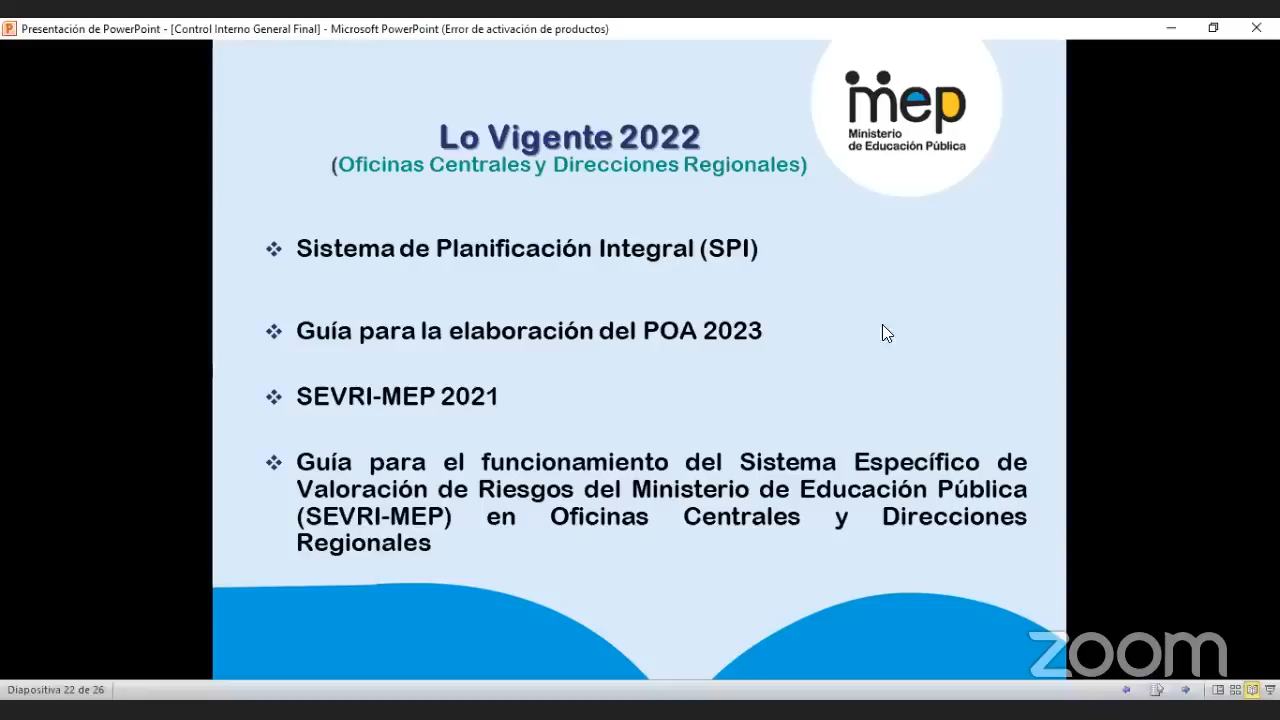 Presentación de PowerPoint - [Control Interno General Final] - Microsoft PowerPoint (Error de activación de productos)
mep
Ministerio
de Educación Pública
Lo Vigente 2022
(Oficinas Centrales y Direcciones Regionales)
❖ Sistema de Planificación Integral (SPI)
❖ Guía para la elaboración del POA 2023
❖ SEVRI-MEP 2021
❖ Guía para el funcionamiento del Sistema Específico de
Valoración de Riesgos del Ministerio de Educación Pública
(SEVRI-MEP) en Oficinas Centrales y Direcciones
Regionales
zoom
Diapositiva 22 de 26